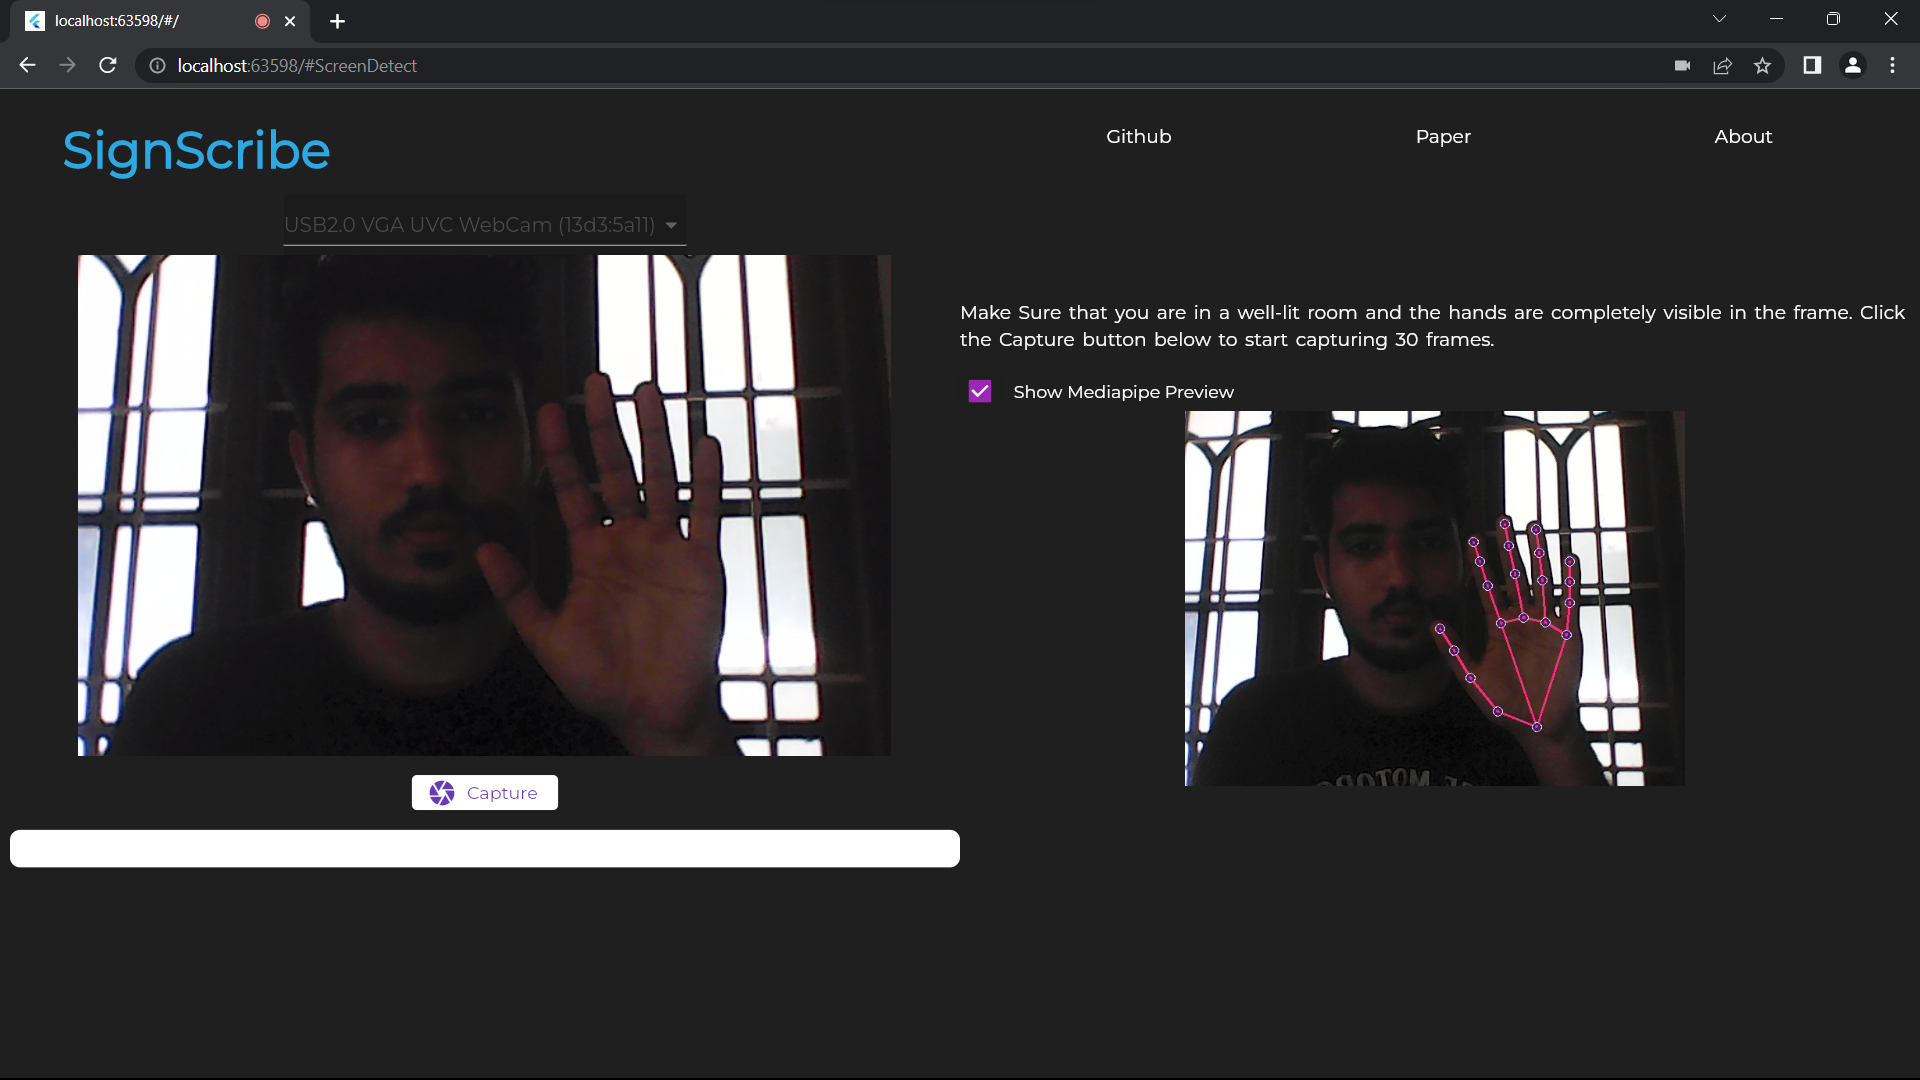 localhost:63598/#/
localhost:63598/#ScreenDetect
SignScribe
Github
Paper
About
USB2.0 VGA UVC WebCam (13d3:5a11)
Make Sure that you are in a well-lit room and the hands are completely visible in the frame. Click
the Capture button below to start capturing 30 frames.
Show Mediapipe Preview
Capture